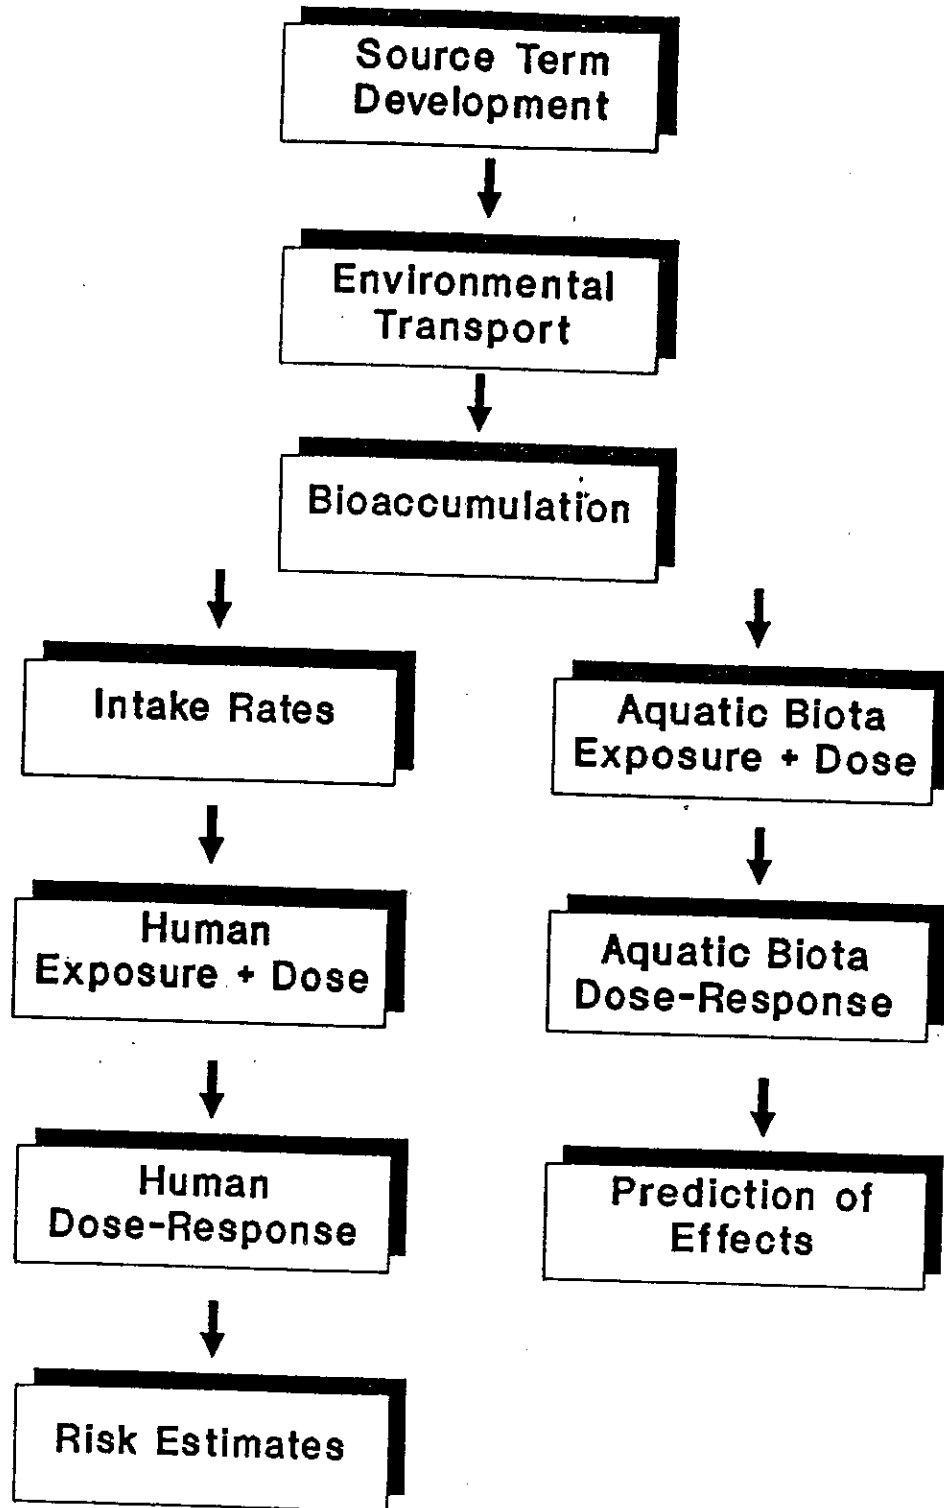 Source Term
Development
Environmental
Transport
Bioaccumulation
Intake Rates
Aquatic Biota
Exposure + Dose
Human
Exposure + Dose
Aquatic Biota
Dose-Response
Human
Dose-Response
Prediction of
Effects
Risk Estimates